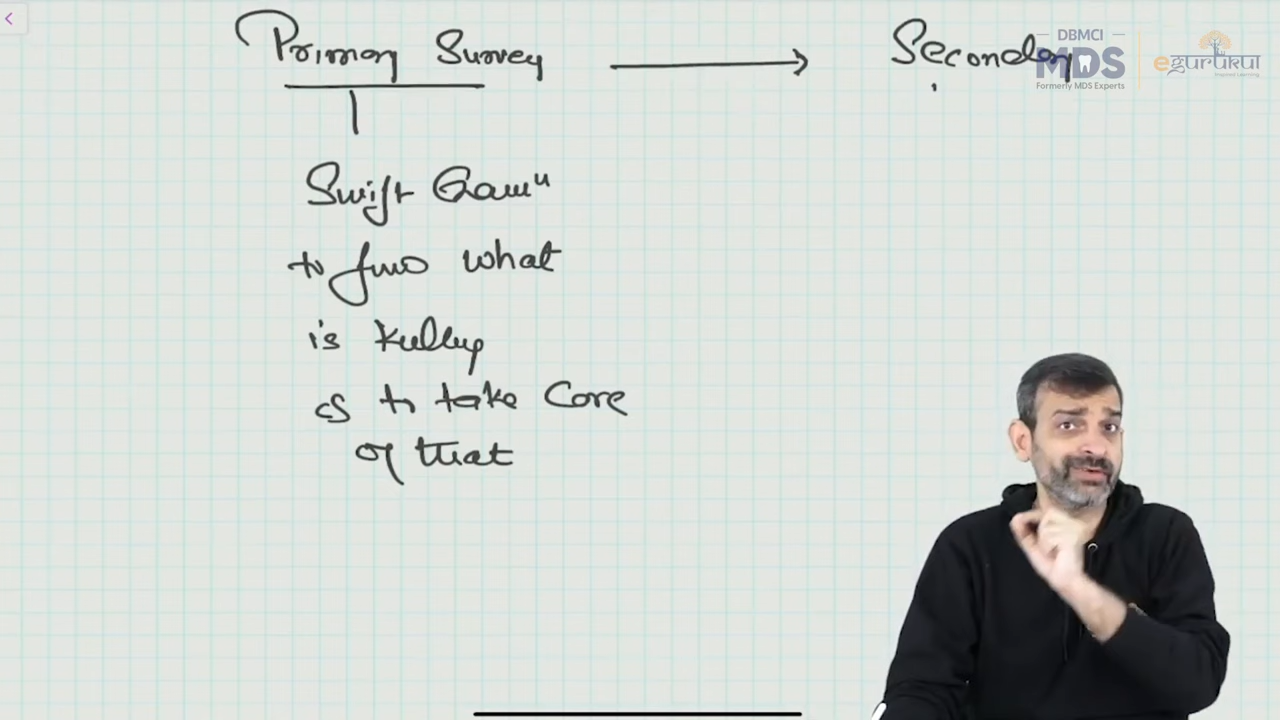 Primary Survey → Secondary
Swift Exam"
to find what
is killing
& to take care
of that
DBMCI
MDS
Formerly MDS Experts
egurukul